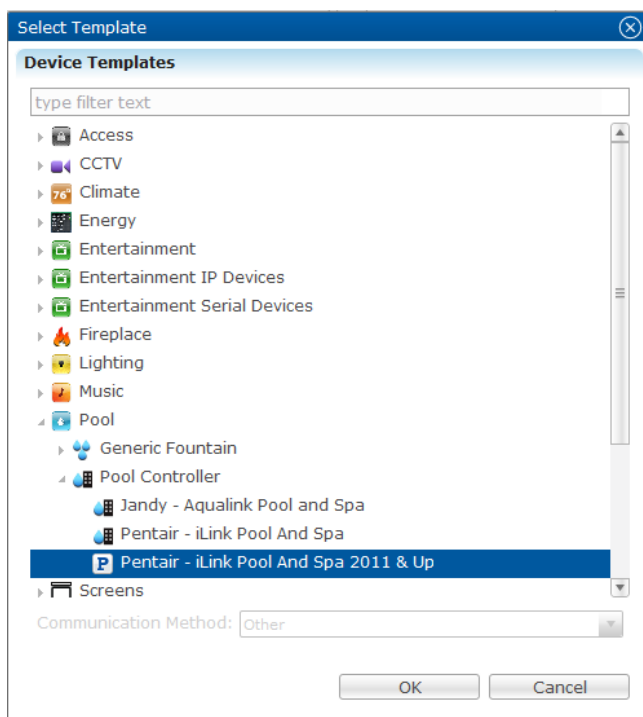 Select Template
Device Templates
type filter text
Access
CCTV
76° Climate
Energy
Entertainment
Entertainment IP Devices
Entertainment Serial Devices
Fireplace
Lighting
Music
Pool
Generic Fountain
Pool Controller
Jandy - Aqualink Pool and Spa
Pentair - iLink Pool And Spa
P Pentair - iLink Pool And Spa 2011 & Up
Screens
Communication Method: Other
OK Cancel